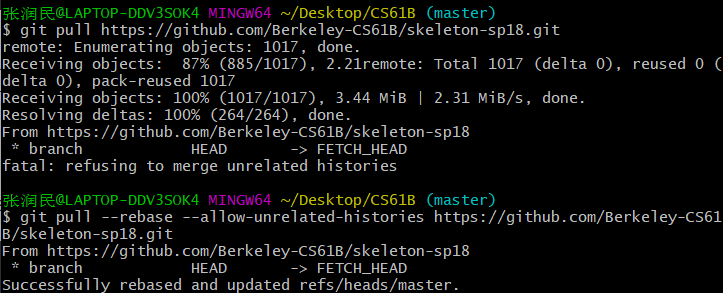 张润民@LAPTOP-DDV3SOK4 MINGW64 ~/Desktop/CS61B (master)
$ git pull https://github.com/Berkeley-CS61B/skeleton-sp18.git
remote: Enumerating objects: 1017, done.
Receiving objects:  87% (885/1017), 2.21remote: Total 1017 (delta 0), reused 0 (
delta 0), pack-reused 1017
Receiving objects: 100% (1017/1017), 3.44 MiB | 2.31 MiB/s, done.
Resolving deltas: 100% (264/264), done.
From https://github.com/Berkeley-CS61B/skeleton-sp18
 * branch            HEAD       -> FETCH_HEAD
fatal: refusing to merge unrelated histories
张润民@LAPTOP-DDV3SOK4 MINGW64 ~/Desktop/CS61B (master)
$ git pull --rebase --allow-unrelated-histories https://github.com/Berkeley-CS61
B/skeleton-sp18.git
From https://github.com/Berkeley-CS61B/skeleton-sp18
 * branch            HEAD       -> FETCH_HEAD
Successfully rebased and updated refs/heads/master.